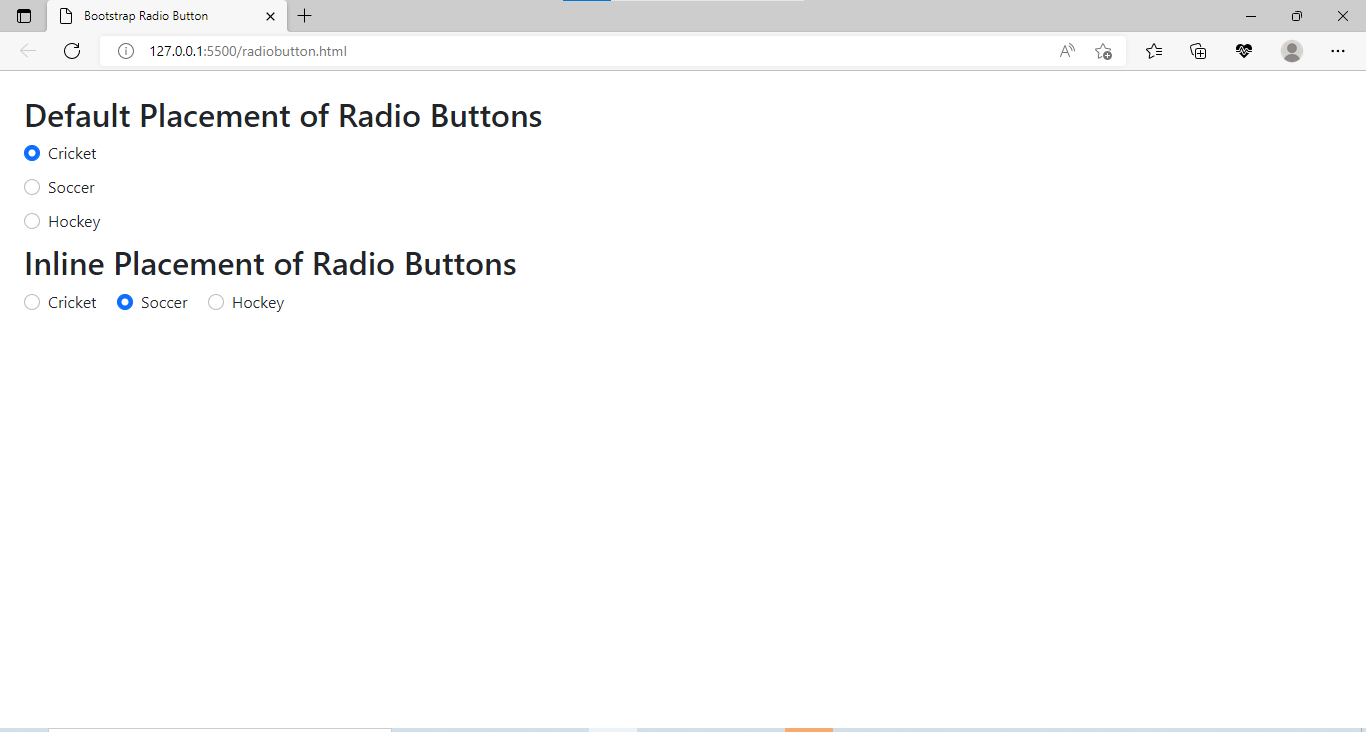 Bootstrap Radio Button
127.0.0.1:5500/radiobutton.html
Default Placement of Radio Buttons
Cricket
Soccer
Hockey
Inline Placement of Radio Buttons
Cricket Soccer Hockey